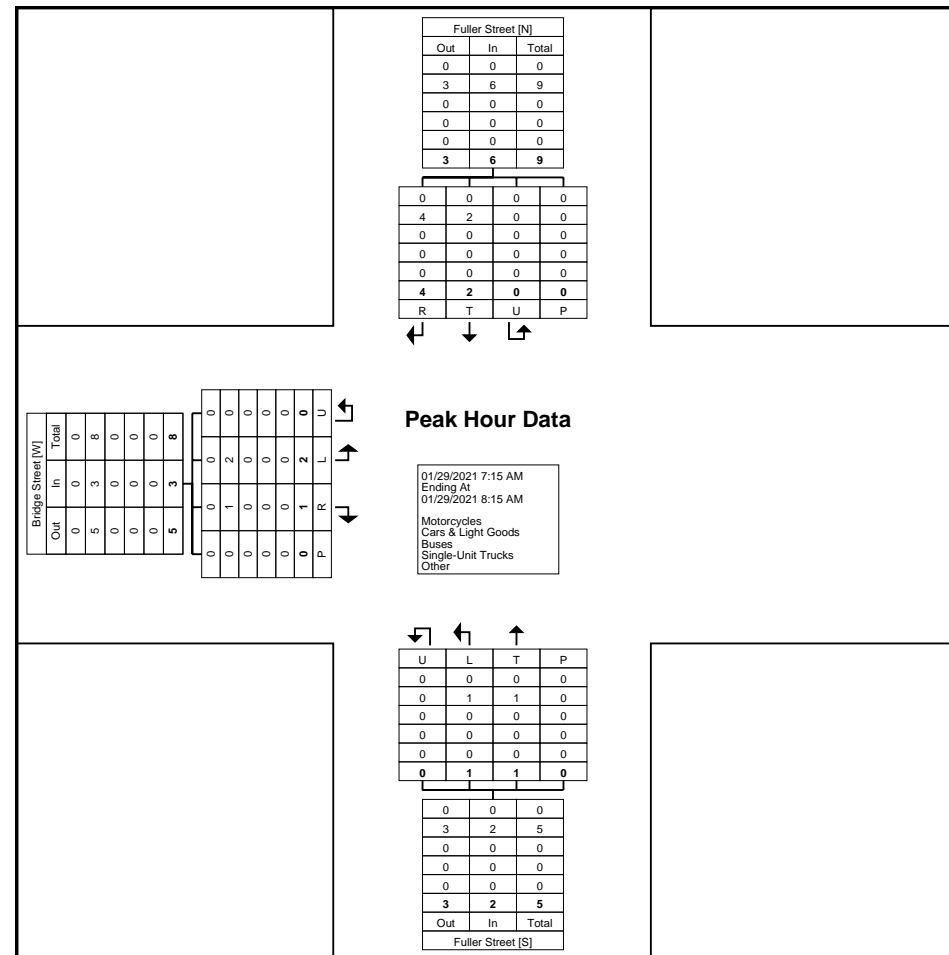 Fuller Street [N]
Out In Total
0 0 0
3 6 9
0 0 0
0 0 0
0 0 0
3 6 9
0 0 0 0
4 2 0 0
0 0 0 0
0 0 0 0
0 0 0 0
4 2 0 0
R T U P
Bridge Street [W]
Out In Total
0 0 0
5 3 8
0 0 0
0 0 0
0 0 0
5 3 8
0 0 0 0
0 1 2 0
0 0 0 0
0 0 0 0
0 0 0 0
0 1 2 0
P R L U
Peak Hour Data
01/29/2021 7:15 AM
Ending At
01/29/2021 8:15 AM
Motorcycles
Cars & Light Goods
Buses
Single-Unit Trucks
Other
U L T P
0 0 0 0
0 1 1 0
0 0 0 0
0 0 0 0
0 0 0 0
0 1 1 0
0 0 0
3 2 5
0 0 0
0 0 0
0 0 0
3 2 5
Out In Total
Fuller Street [S]